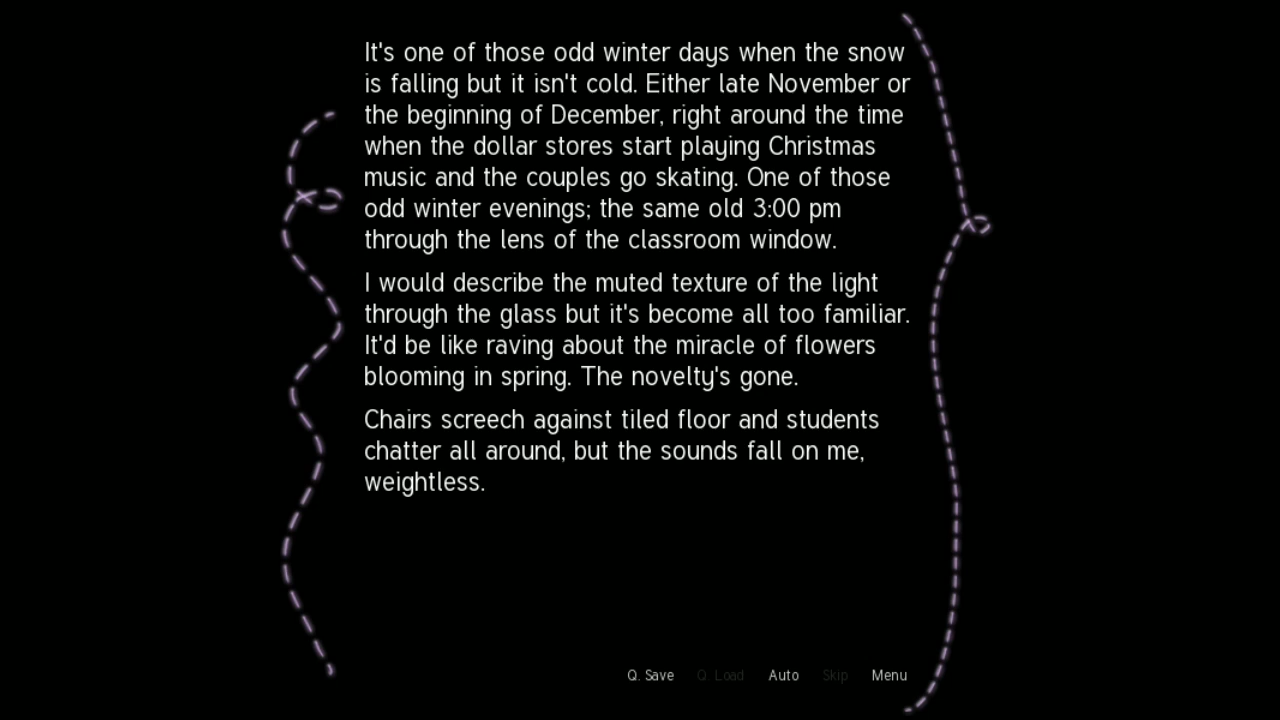 It's one of those odd winter days when the snow
is falling but it isn't cold. Either late November or
the beginning of December, right around the time
when the dollar stores start playing Christmas
music and the couples go skating. One of those
odd winter evenings; the same old 3:00 pm
through the lens of the classroom window.
I would describe the muted texture of the light
through the glass but it's become all too familiar.
It'd be like raving about the miracle of flowers
blooming in spring. The novelty's gone.
Chairs screech against tiled floor and students
chatter all around, but the sounds fall on me,
weightless.
Q. Save Q. Load Auto Skip Menu